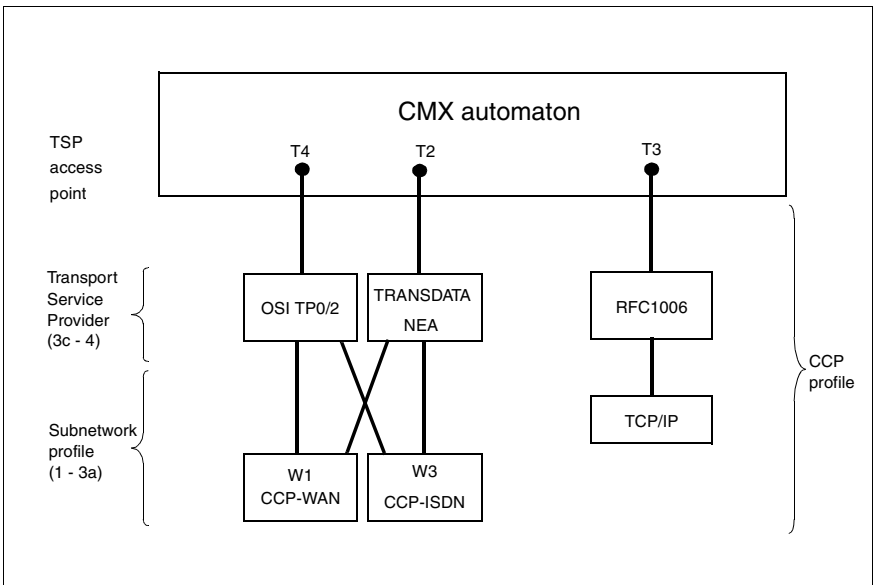 CMX automaton
TSP
access
point
T4
T2
T3
Transport
Service
Provider
(3c - 4)
OSI TP0/2
TRANSDATA
NEA
RFC1006
CCP
profile
TCP/IP
Subnetwork
profile
(1 - 3a)
W1
CCP-WAN
W3
CCP-ISDN